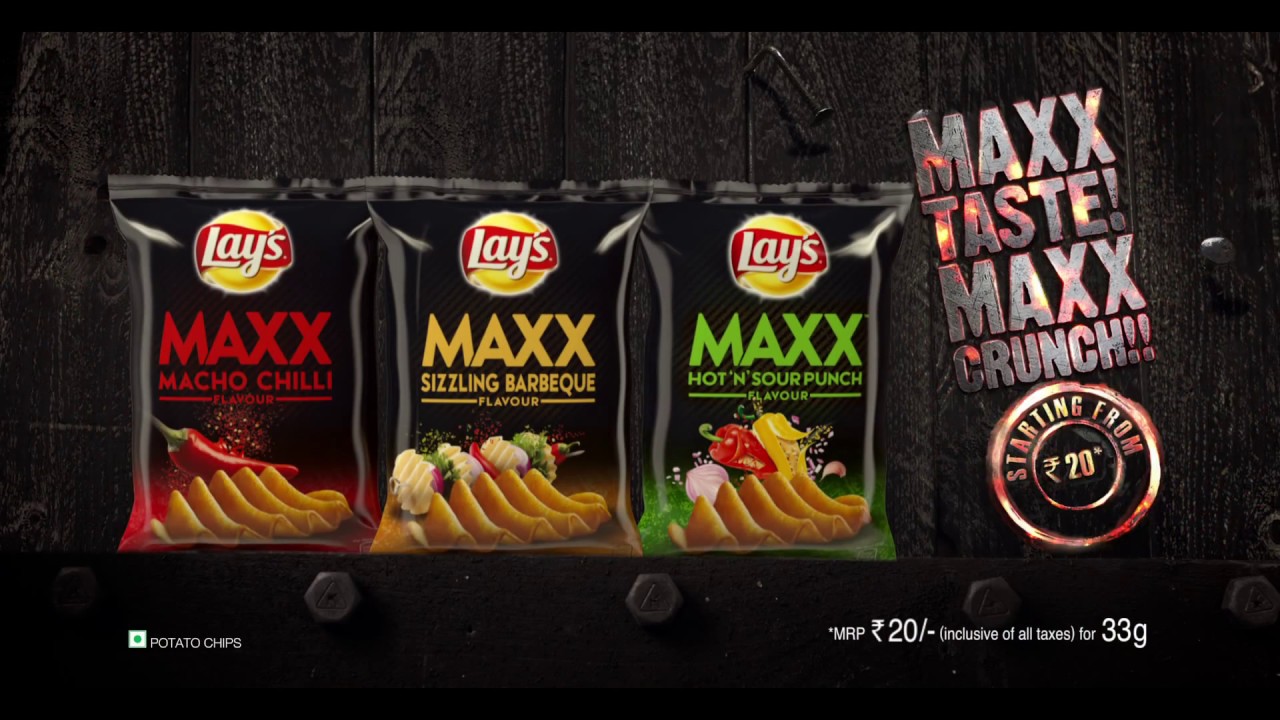 Lay's
MAXX
MACHO CHILLI
FLAVOUR
Lay's
MAXX
SIZZLING BARBEQUE
FLAVOUR
Lay's
MAXX
HOT 'N' SOUR PUNCH
FLAVOUR
MAXX
TASTE!
MAXX
CRUNCH!!
STARTING FROM
₹20*
POTATO CHIPS
*MRP ₹20/- (inclusive of all taxes) for 33g